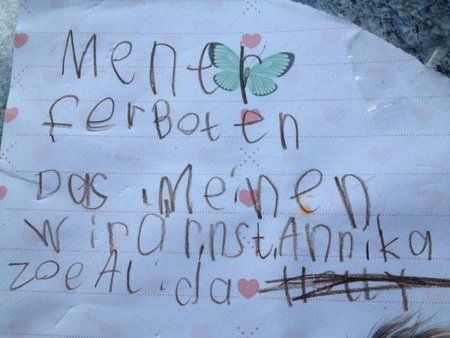 Mener
ferboten
Das Meinen
wir ärnst. Annika
Zoe Alida